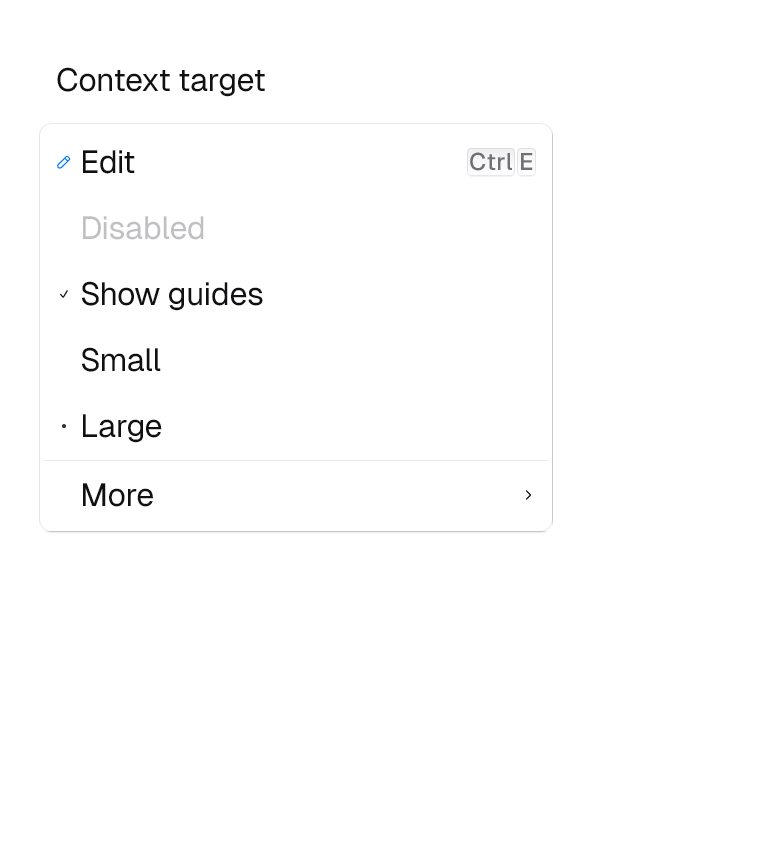 Context target
Edit Ctrl E
Disabled
Show guides
Small
Large
More